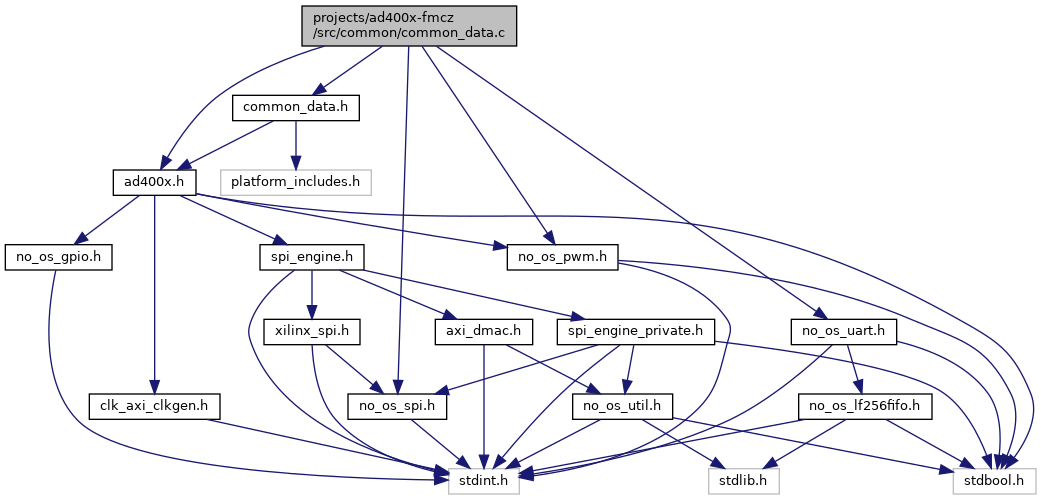 projects/ad400x-fmcz
/src/common/common_data.c
common_data.h
ad400x.h
platform_includes.h
no_os_gpio.h
spi_engine.h
no_os_pwm.h
xilinx_spi.h
axi_dmac.h
spi_engine_private.h
no_os_uart.h
clk_axi_clkgen.h
no_os_spi.h
no_os_util.h
no_os_lf256fifo.h
stdint.h
stdlib.h
stdbool.h